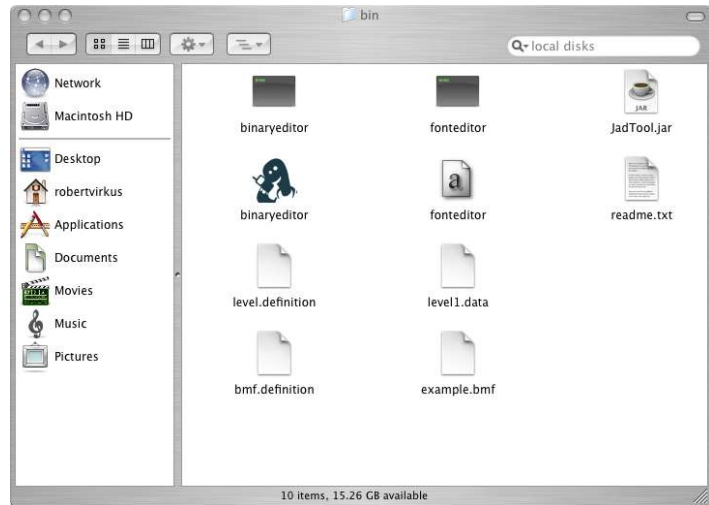 bin
local disks
Network
Macintosh HD
Desktop
robertvirkus
Applications
Documents
Movies
Music
Pictures
binaryeditor
fonteditor
JAR
JadTool.jar
binaryeditor
a
fonteditor
readme.txt
level.definition
level1.data
bmf.definition
example.bmf
10 items, 15.26 GB available